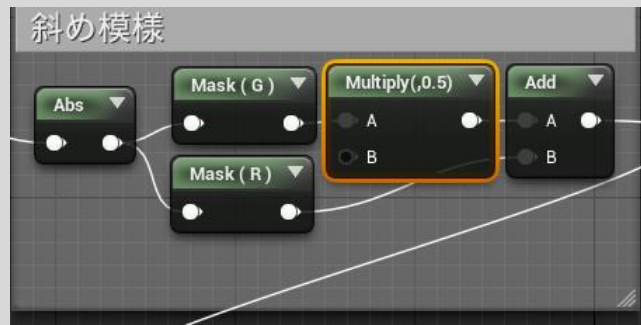 斜め模様
Abs
Mask ( G )
Mask ( R )
Multiply(,0.5)
A
B
Add
A
B